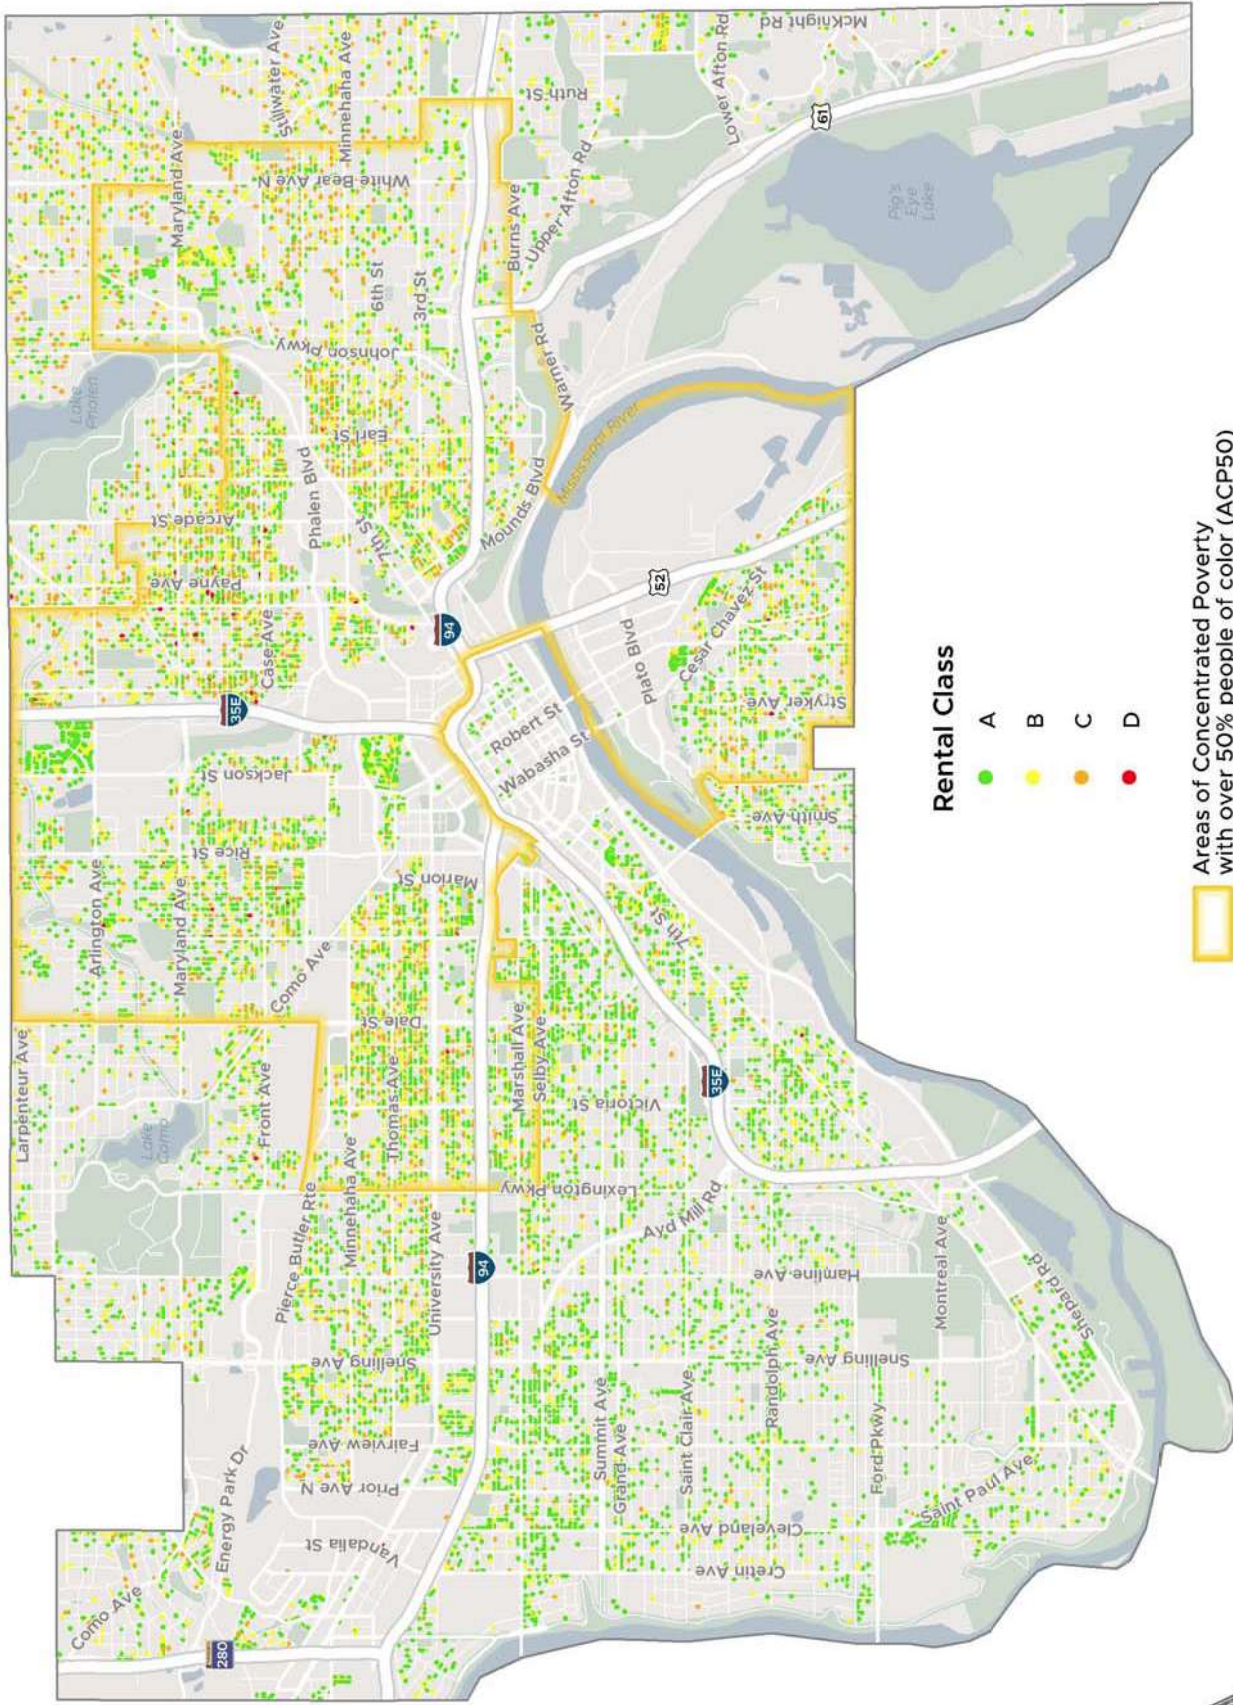 Larpenteur Ave
Arlington Ave
Maryland Ave
Maryland Ave
Stillwater Ave
Minnehaha Ave
White Bear Ave N
McKnight Rd
Ruth St
Lower Afton Rd
Upper Afton Rd
Burns Ave
61
Pig's
Eye
Lake
6th St
3rd St
Johnson Pkwy
Lake
Phalen
Earl St
Warner Rd
Mississippi River
Mounds Blvd
Arcade St
Phalen Blvd
7th St
Payne Ave
Case Ave
94
35E
52
Plato Blvd
Cesar Chavez St
Stryker Ave
Robert St
Wabasha St
Smith Ave
Jackson St
Rice St
Marion St
Como Ave
Dale St
Thomas Ave
Marshall Ave
Selby Ave
7th St
Victoria St
35E
Front Ave
Lake
Como
Minnehaha Ave
Pierce Butler Rte
Lexington Pkwy
University Ave
94
Ayd Mill Rd
Hamline Ave
Montreal Ave
Shepard Rd
Snelling Ave
Snelling Ave
Randolph Ave
Saint Clair Ave
Summit Ave
Grand Ave
Fairview Ave
Prior Ave N
Ford Pkwy
Saint Paul Ave
Cleveland Ave
Cretin Ave
Vandalia St
Energy Park Dr
Como Ave
280
Rental Class
A
B
C
D
Areas of Concentrated Poverty
with over 50% people of color (ACP50)